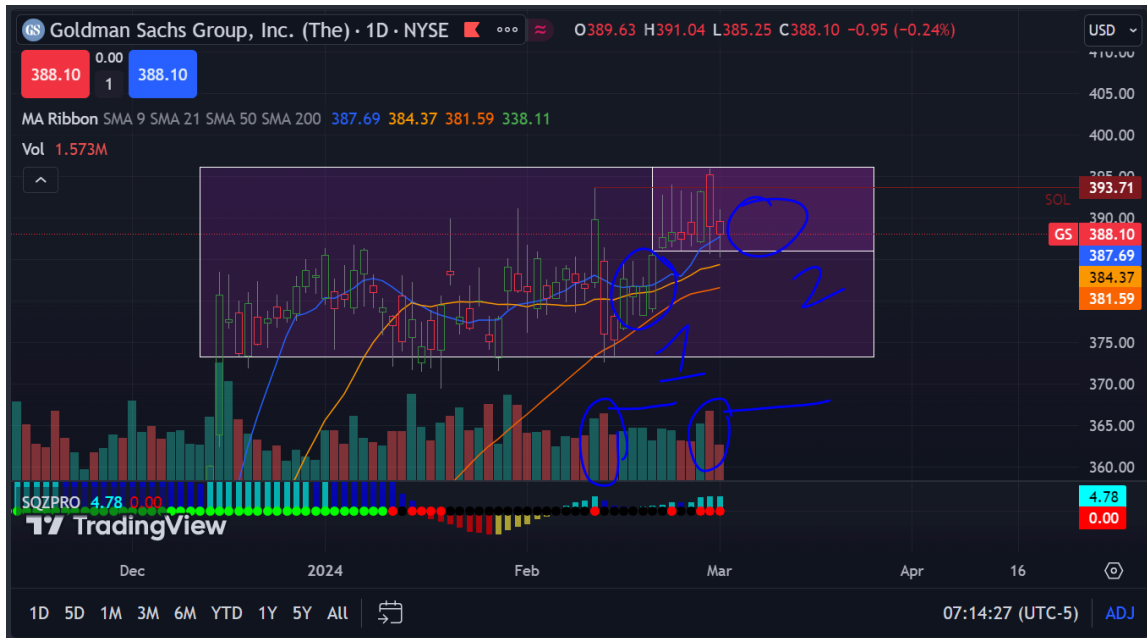 GS Goldman Sachs Group, Inc. (The) · 1D · NYSE ≈ O389.63 H391.04 L385.25 C388.10 −0.95 (−0.24%) USD
388.10 0.00 1 388.10
MA Ribbon SMA 9 SMA 21 SMA 50 SMA 200 387.69 384.37 381.59 338.11
Vol 1.573M
410.00
405.00
400.00
395.00
SOL 393.71
390.00
GS 388.10
387.69
384.37
381.59
375.00
370.00
365.00
360.00
1
2
SQZPRO 4.78 0.00
4.78
0.00
TradingView
Dec 2024 Feb Mar Apr 16
1D 5D 1M 3M 6M YTD 1Y 5Y All 07:14:27 (UTC-5) ADJ